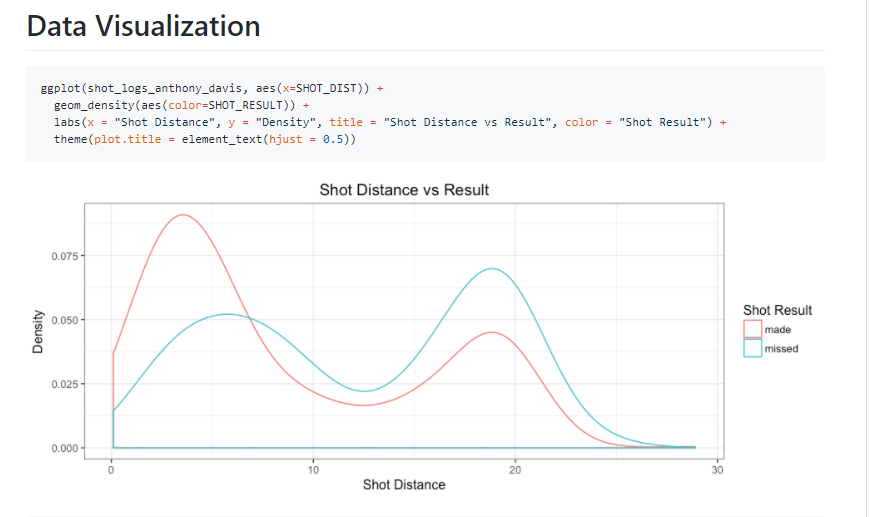 Data Visualization
ggplot(shot_logs_anthony_davis, aes(x=SHOT_DIST)) +
  geom_density(aes(color=SHOT_RESULT)) +
  labs(x = "Shot Distance", y = "Density", title = "Shot Distance vs Result", color = "Shot Result") +
  theme(plot.title = element_text(hjust = 0.5))
Shot Distance vs Result
0.075
0.050
0.025
0.000
Density
0
10
20
30
Shot Distance
Shot Result
made
missed